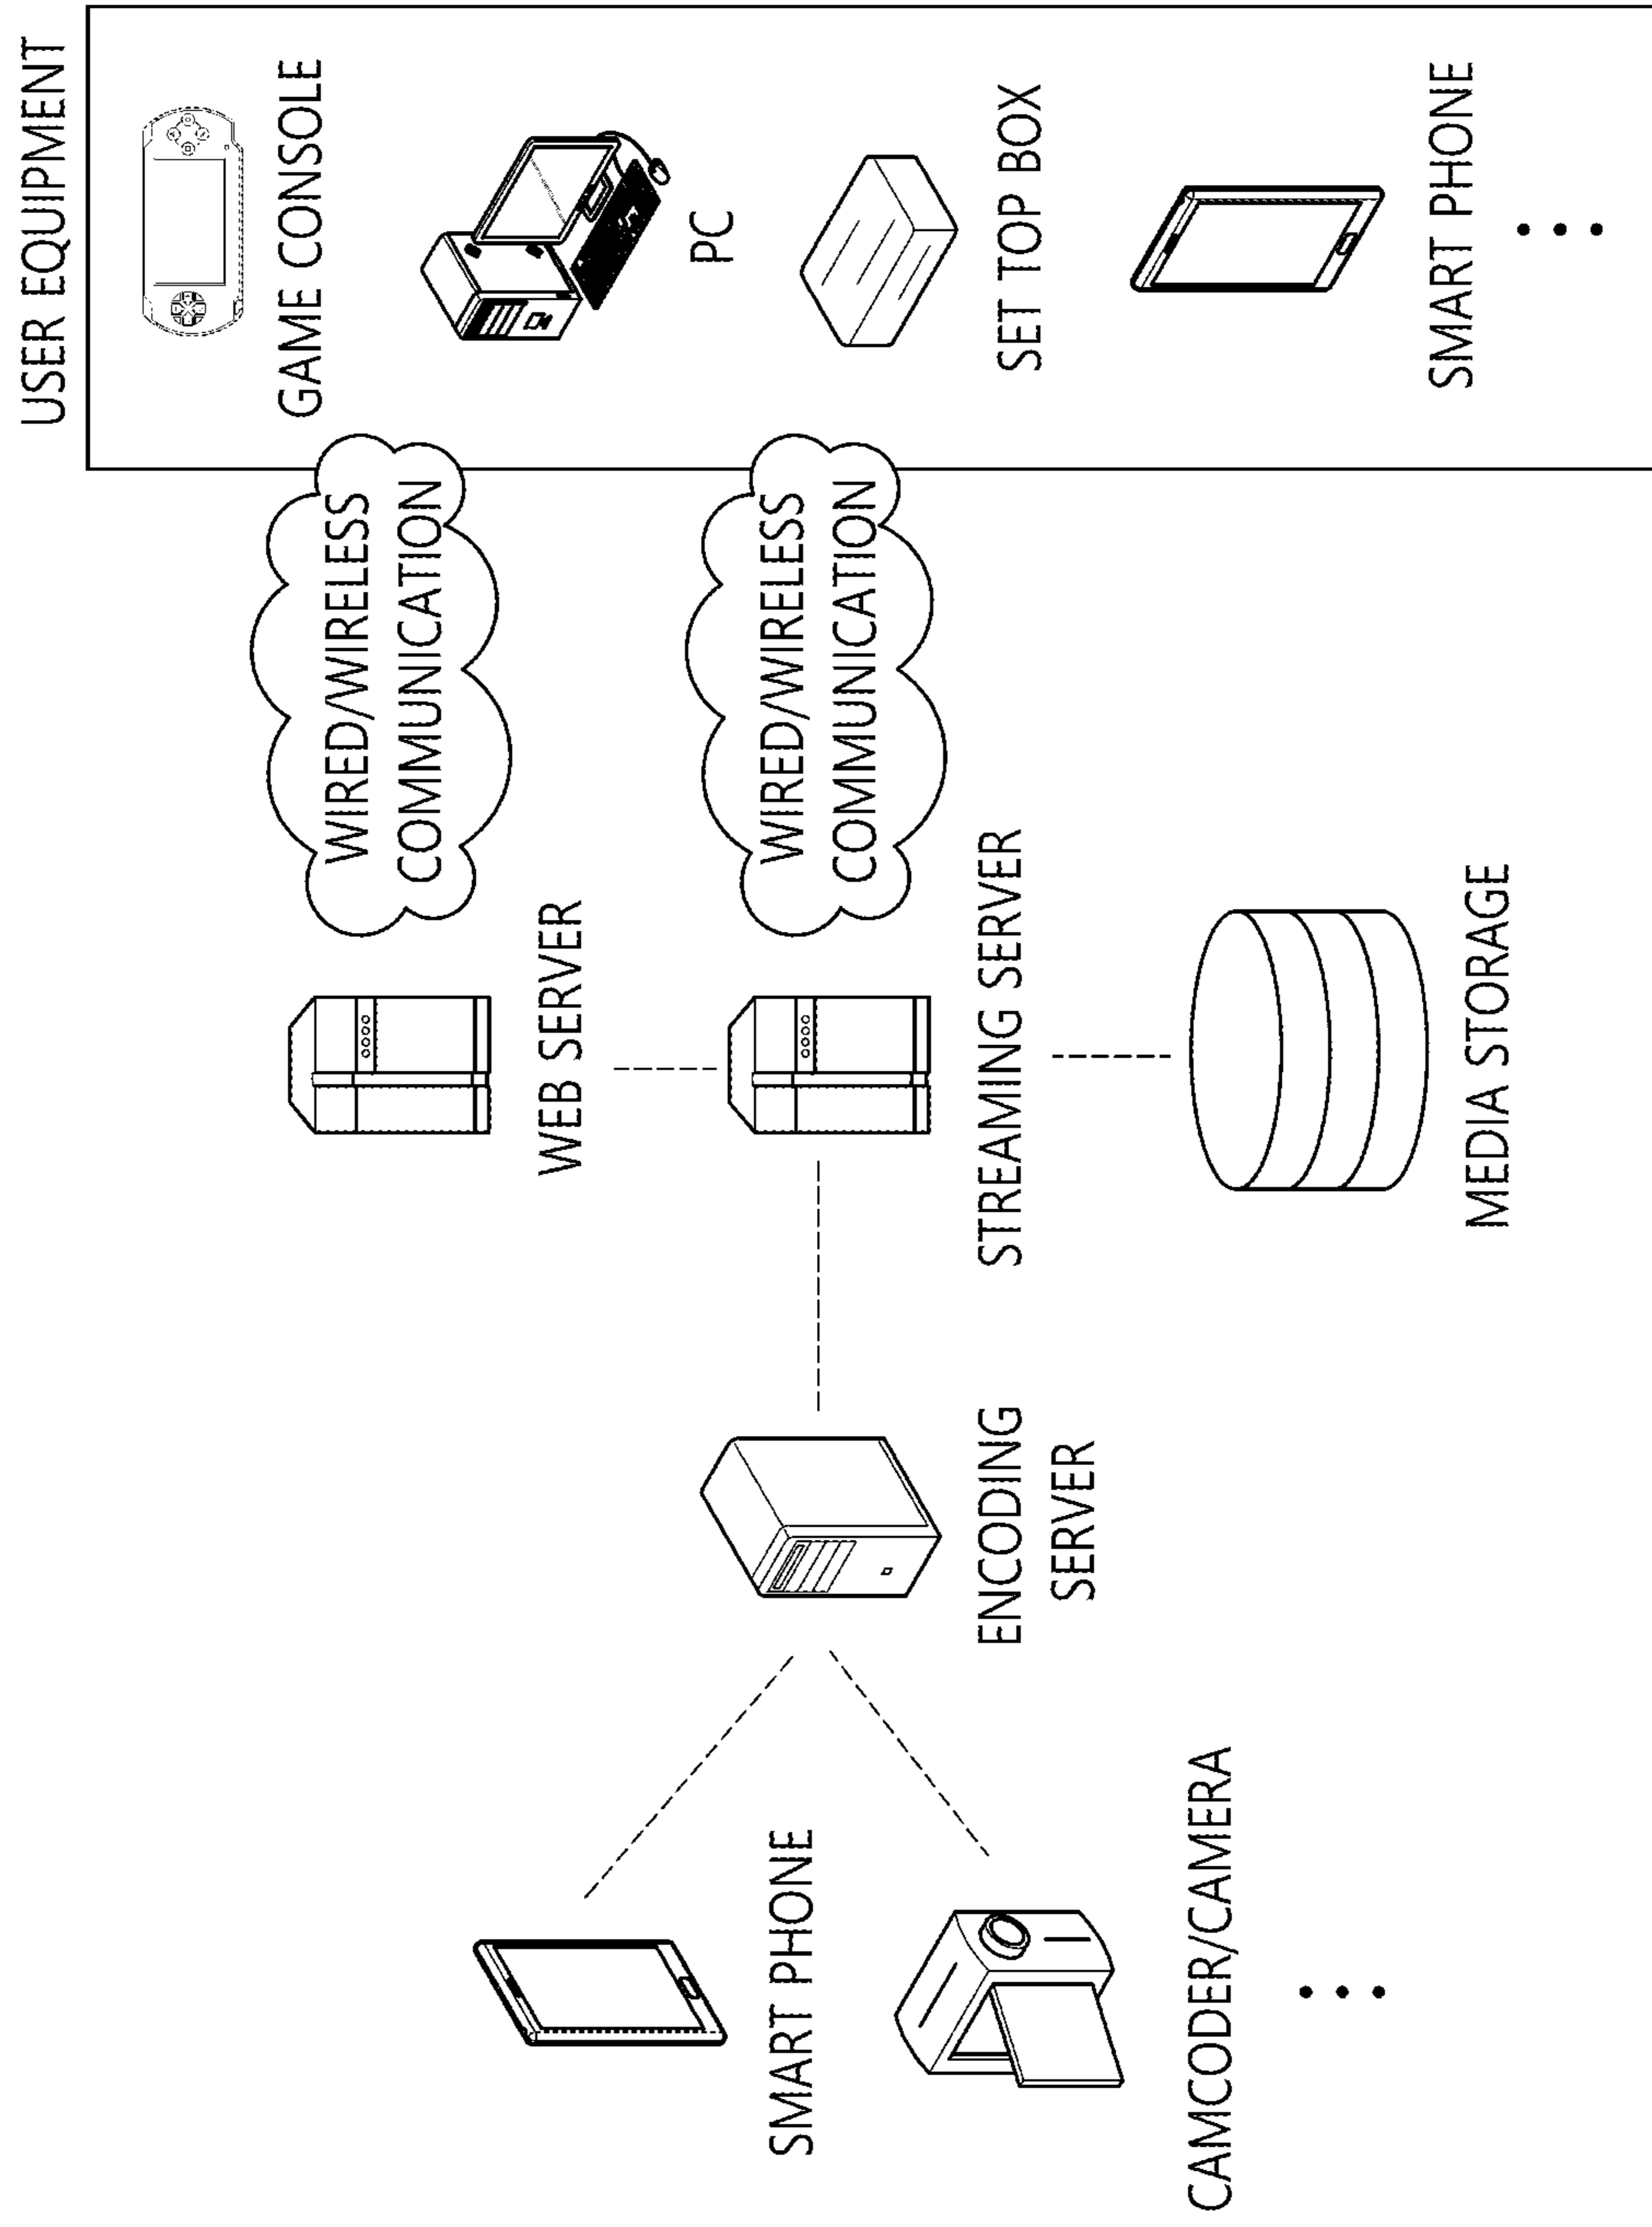 USER EQUIPMENT
GAME CONSOLE
PC
SET TOP BOX
SMART PHONE
WIRED/WIRELESS
COMMUNICATION
WIRED/WIRELESS
COMMUNICATION
WEB SERVER
STREAMING SERVER
MEDIA STORAGE
ENCODING
SERVER
SMART PHONE
CAMCODER/CAMERA